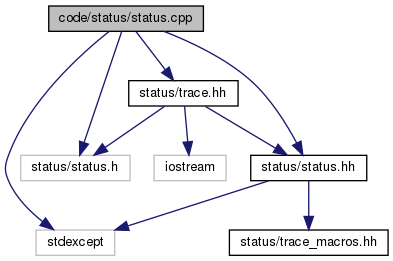 code/status/status.cpp
status/trace.hh
status/status.h
iostream
status/status.hh
stdexcept
status/trace_macros.hh